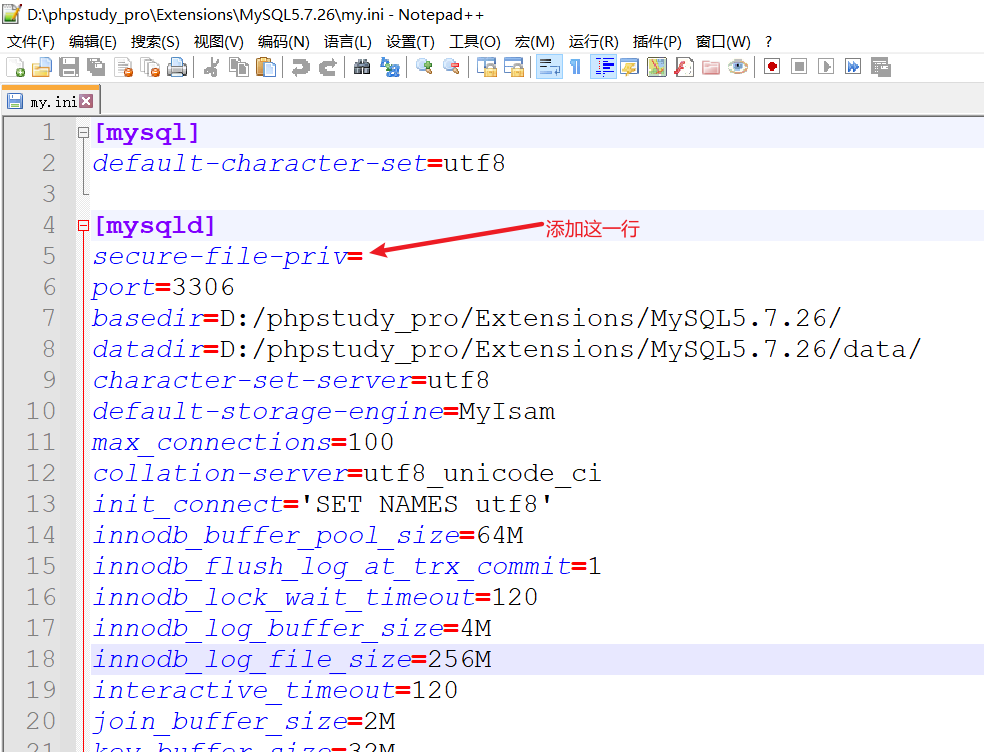 D:\phpstudy_pro\Extensions\MySQL5.7.26\my.ini - Notepad++
文件(F) 编辑(E) 搜索(S) 视图(V) 编码(N) 语言(L) 设置(T) 工具(O) 宏(M) 运行(R) 插件(P) 窗口(W) ?
my.ini
1 [mysql]
2 default-character-set=utf8
3
4 [mysqld]
添加这一行
5 secure-file-priv=
6 port=3306
7 basedir=D:/phpstudy_pro/Extensions/MySQL5.7.26/
8 datadir=D:/phpstudy_pro/Extensions/MySQL5.7.26/data/
9 character-set-server=utf8
10 default-storage-engine=MyIsam
11 max_connections=100
12 collation-server=utf8_unicode_ci
13 init_connect='SET NAMES utf8'
14 innodb_buffer_pool_size=64M
15 innodb_flush_log_at_trx_commit=1
16 innodb_lock_wait_timeout=120
17 innodb_log_buffer_size=4M
18 innodb_log_file_size=256M
19 interactive_timeout=120
20 join_buffer_size=2M
21 key_buffer_size=32M